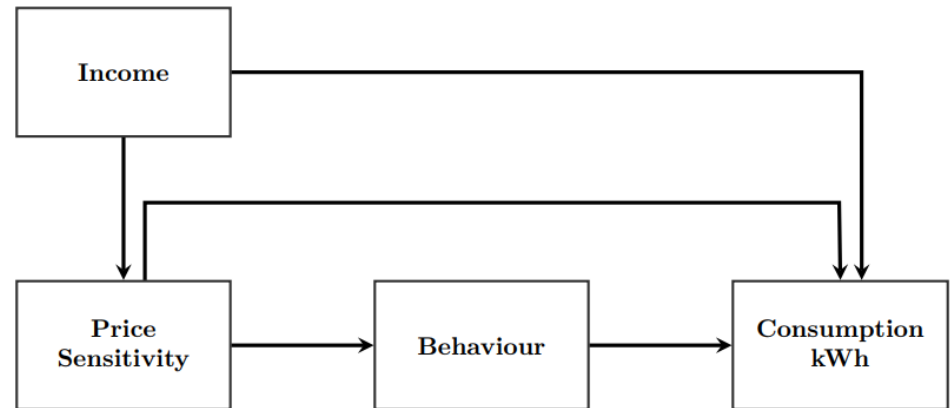 Income
Price
Sensitivity
Behaviour
Consumption
kWh